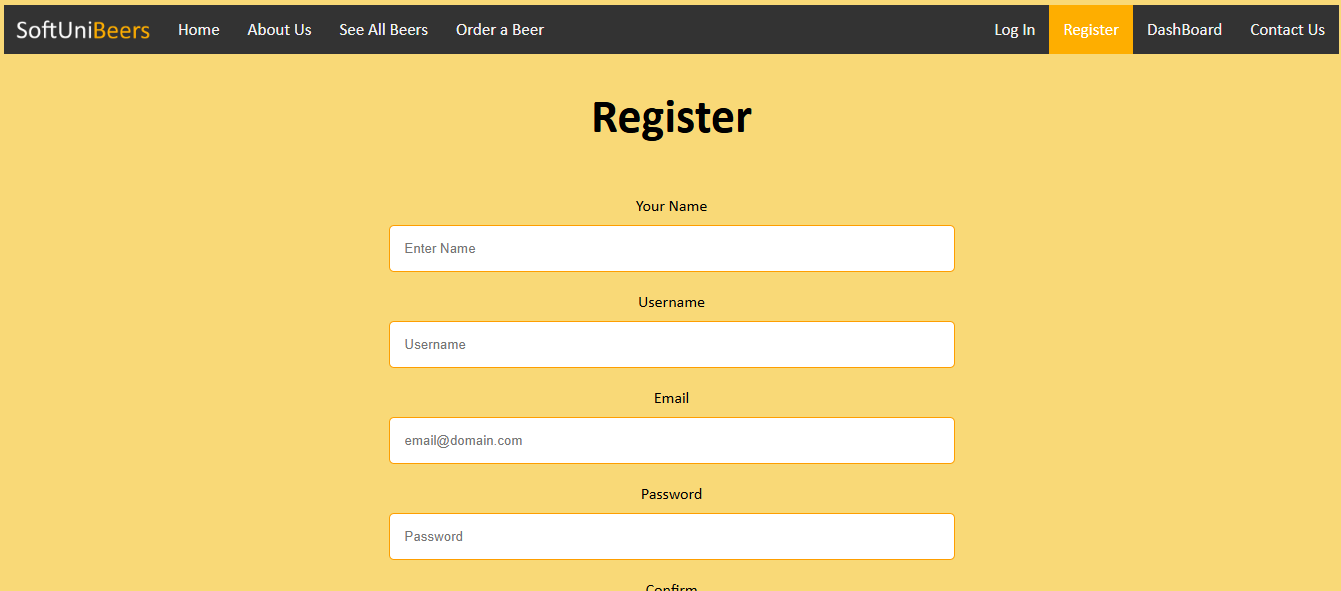 SoftUniBeers Home About Us See All Beers Order a Beer Log In Register DashBoard Contact Us
Register
Your Name
Enter Name
Username
Username
Email
email@domain.com
Password
Password
Confirm